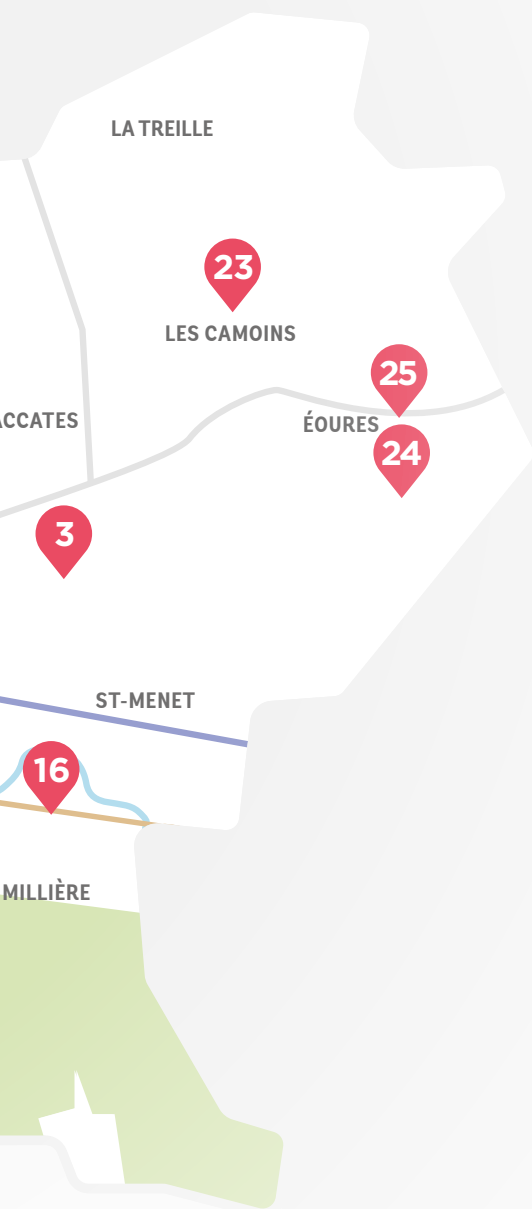 LA TREILLE
23
LES CAMOINS
25
ACCATES
ÉOURES
24
3
ST-MENET
16
MILLIÈRE